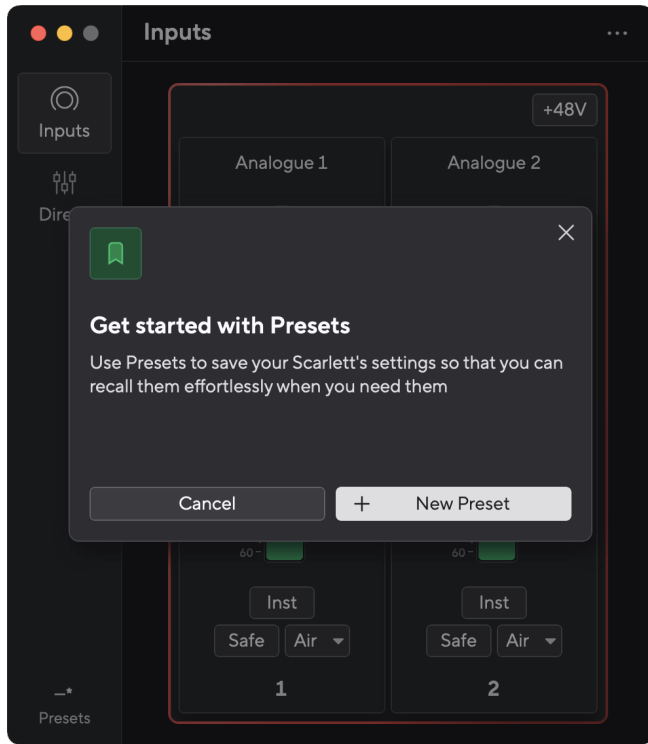 Inputs
...
+48V
Inputs
Analogue 1
Analogue 2
Dire
Get started with Presets
Use Presets to save your Scarlett's settings so that you can
recall them effortlessly when you need them
Cancel
+ New Preset
60 –
60 –
Inst
Inst
Safe
Air
Safe
Air
1
2
Presets